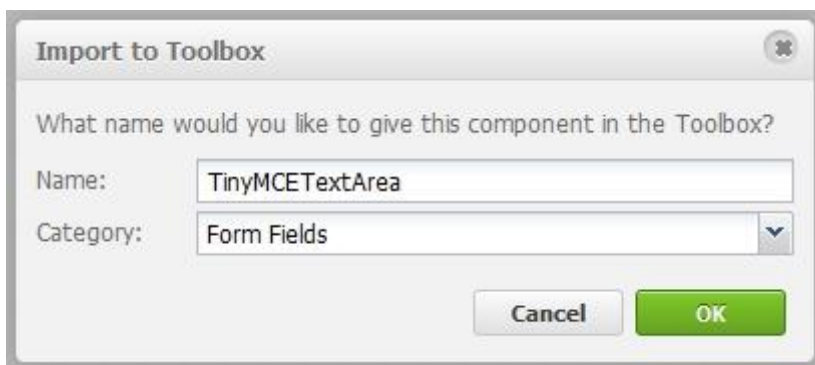 Import to Toolbox
What name would you like to give this component in the Toolbox?
Name: TinyMCETextArea
Category: Form Fields
Cancel OK